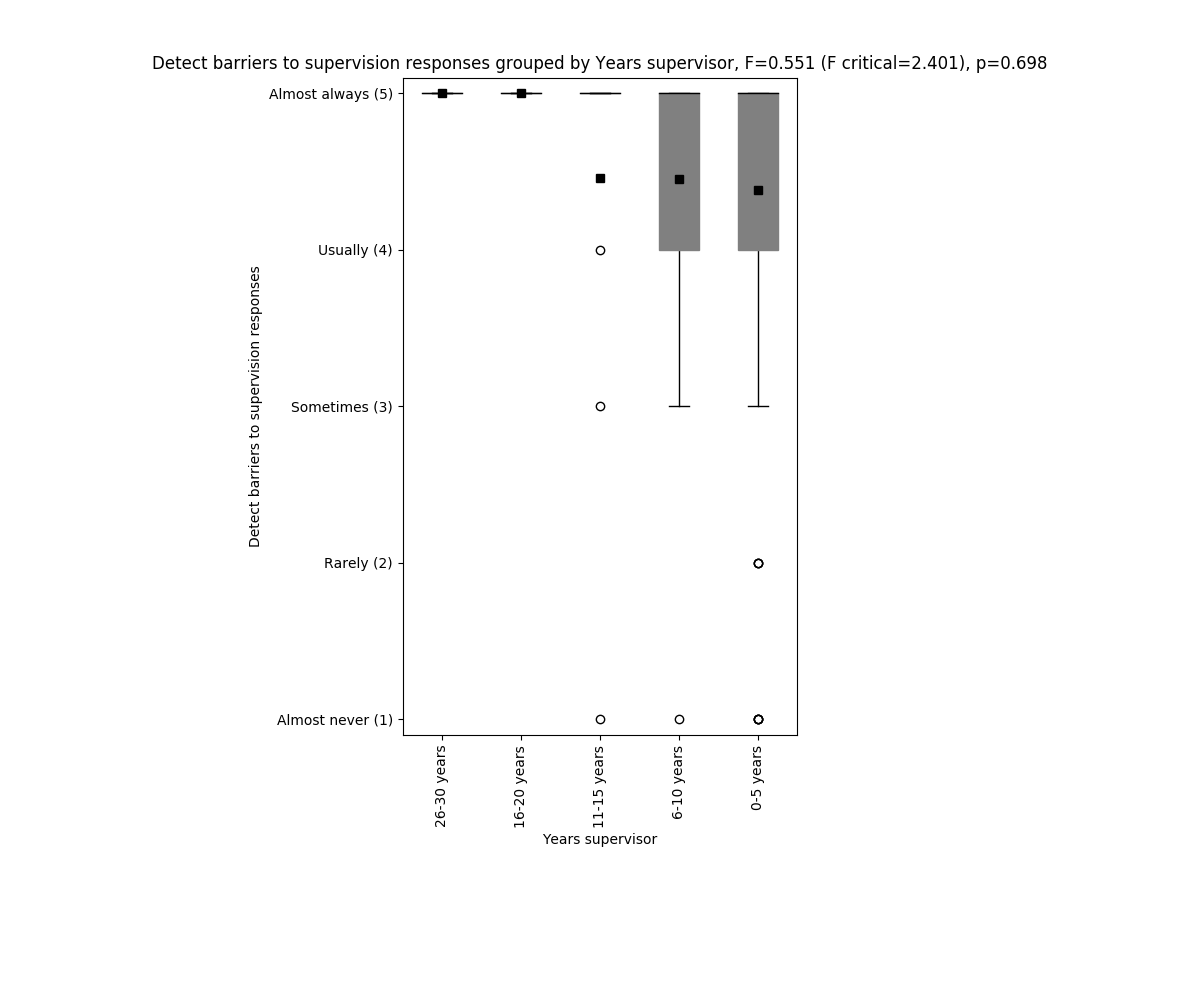 Detect barriers to supervision responses grouped by Years supervisor, F=0.551 (F critical=2.401), p=0.698
Almost always (5)
Usually (4)
Sometimes (3)
Rarely (2)
Almost never (1)
Detect barriers to supervision responses
26-30 years
16-20 years
11-15 years
6-10 years
0-5 years
Years supervisor